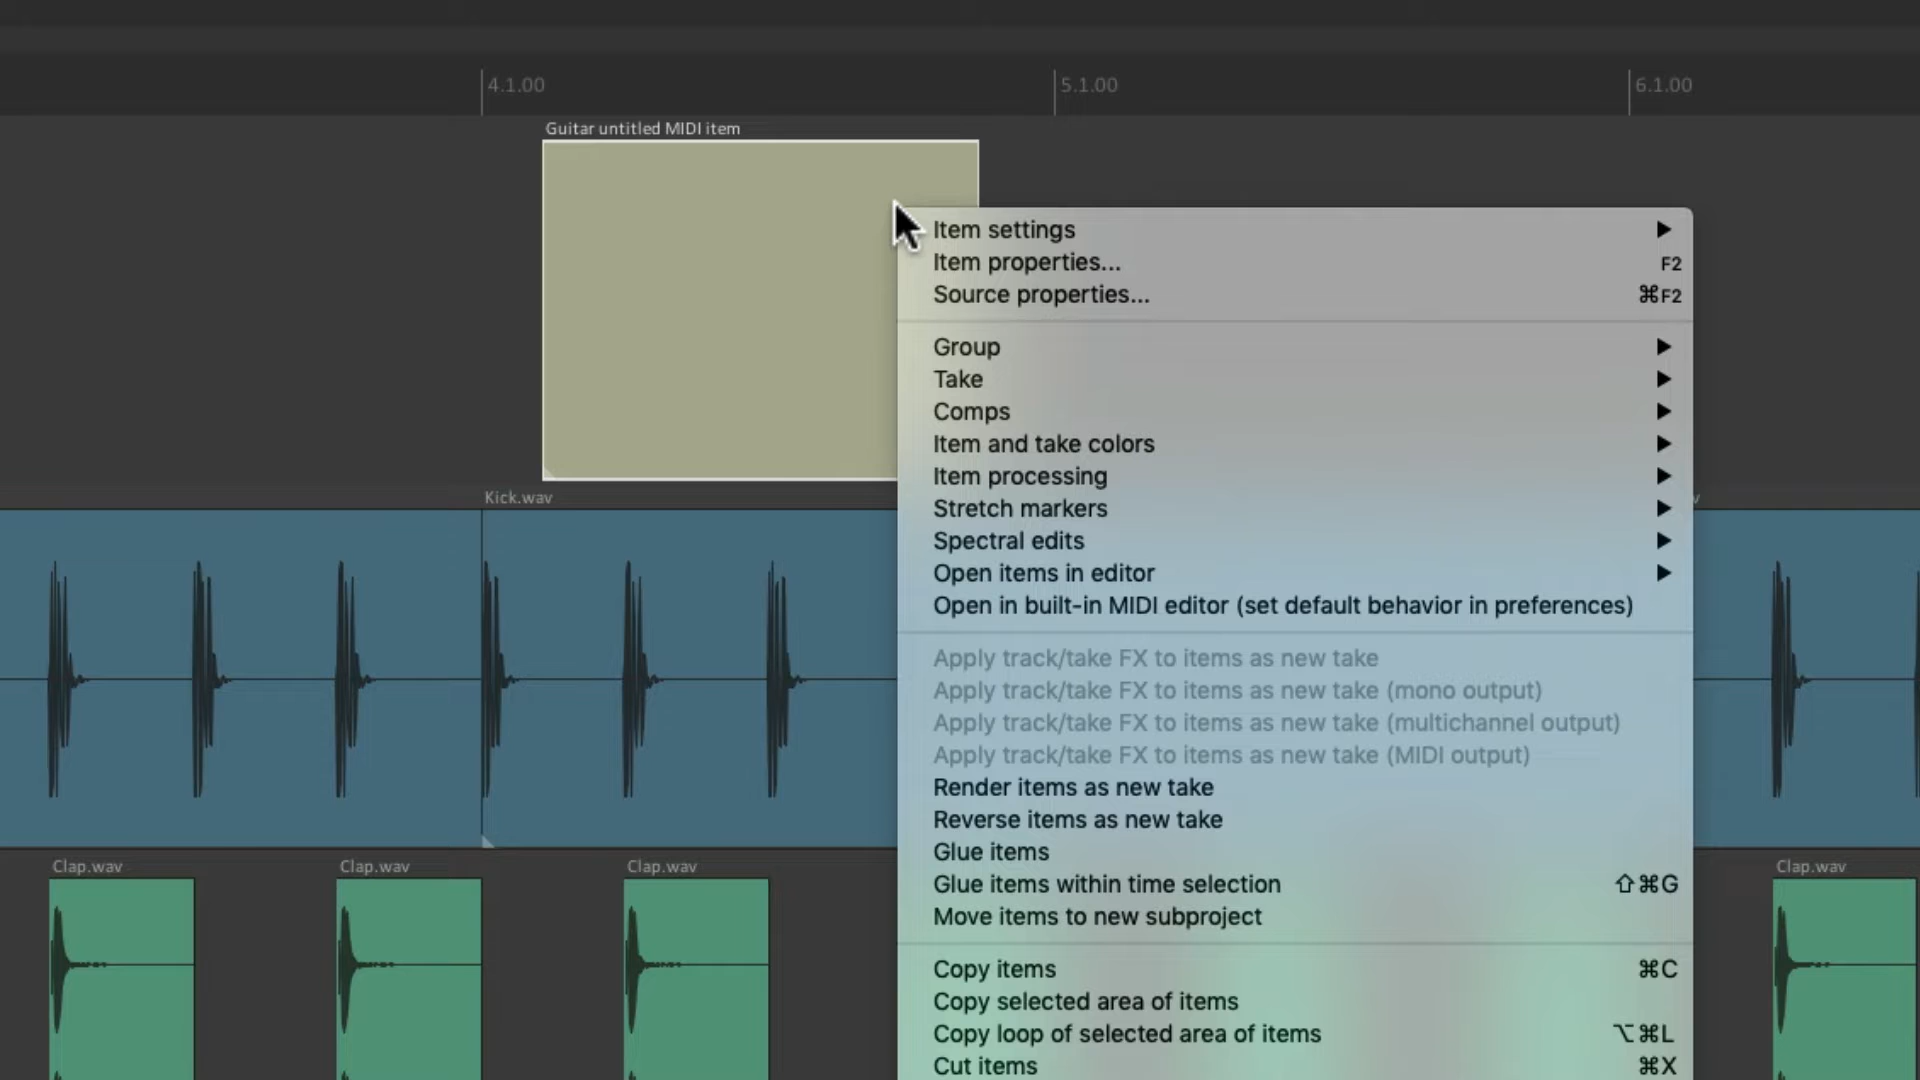 4.1.00
5.1.00
6.1.00
Guitar untitled MIDI item
Item settings
Item properties... F2
Source properties... ⌘F2
Group
Take
Comps
Item and take colors
Item processing
Kick.wav
Stretch markers
Spectral edits
Open items in editor
Open in built-in MIDI editor (set default behavior in preferences)
Apply track/take FX to items as new take
Apply track/take FX to items as new take (mono output)
Apply track/take FX to items as new take (multichannel output)
Apply track/take FX to items as new take (MIDI output)
Render items as new take
Reverse items as new take
Glue items
Clap.wav
Clap.wav
Clap.wav
Clap.wav
Glue items within time selection ⇧⌘G
Move items to new subproject
Copy items ⌘C
Copy selected area of items
Copy loop of selected area of items ⌥⌘L
Cut items ⌘X